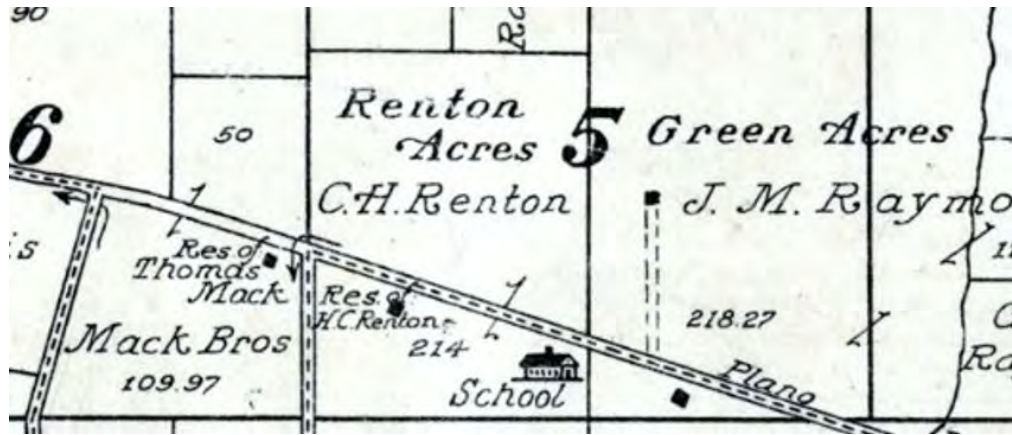 90
6
50
Renton
Acres
C.H. Renton
5
Green Acres
J. M. Raymo
Res of
Thomas
Mack
Mack Bros
109.97
Res. of
H.C. Renton
214
School
218.27
Plano